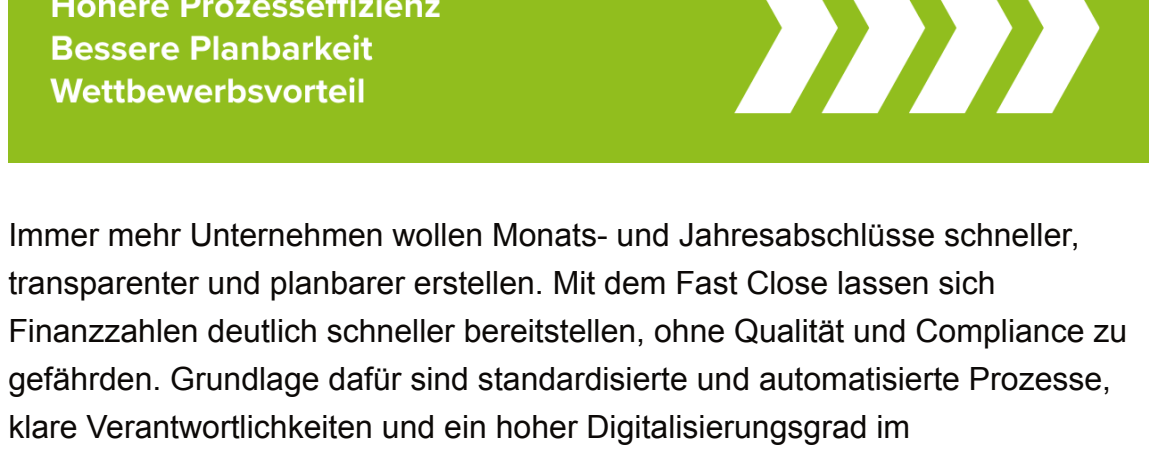 Höhere Prozesseffizienz
Bessere Planbarkeit
Wettbewerbsvorteil
Immer mehr Unternehmen wollen Monats- und Jahresabschlüsse schneller,
transparenter und planbarer erstellen. Mit dem Fast Close lassen sich
Finanzzahlen deutlich schneller bereitstellen, ohne Qualität und Compliance zu
gefährden. Grundlage dafür sind standardisierte und automatisierte Prozesse,
klare Verantwortlichkeiten und ein hoher Digitalisierungsgrad im